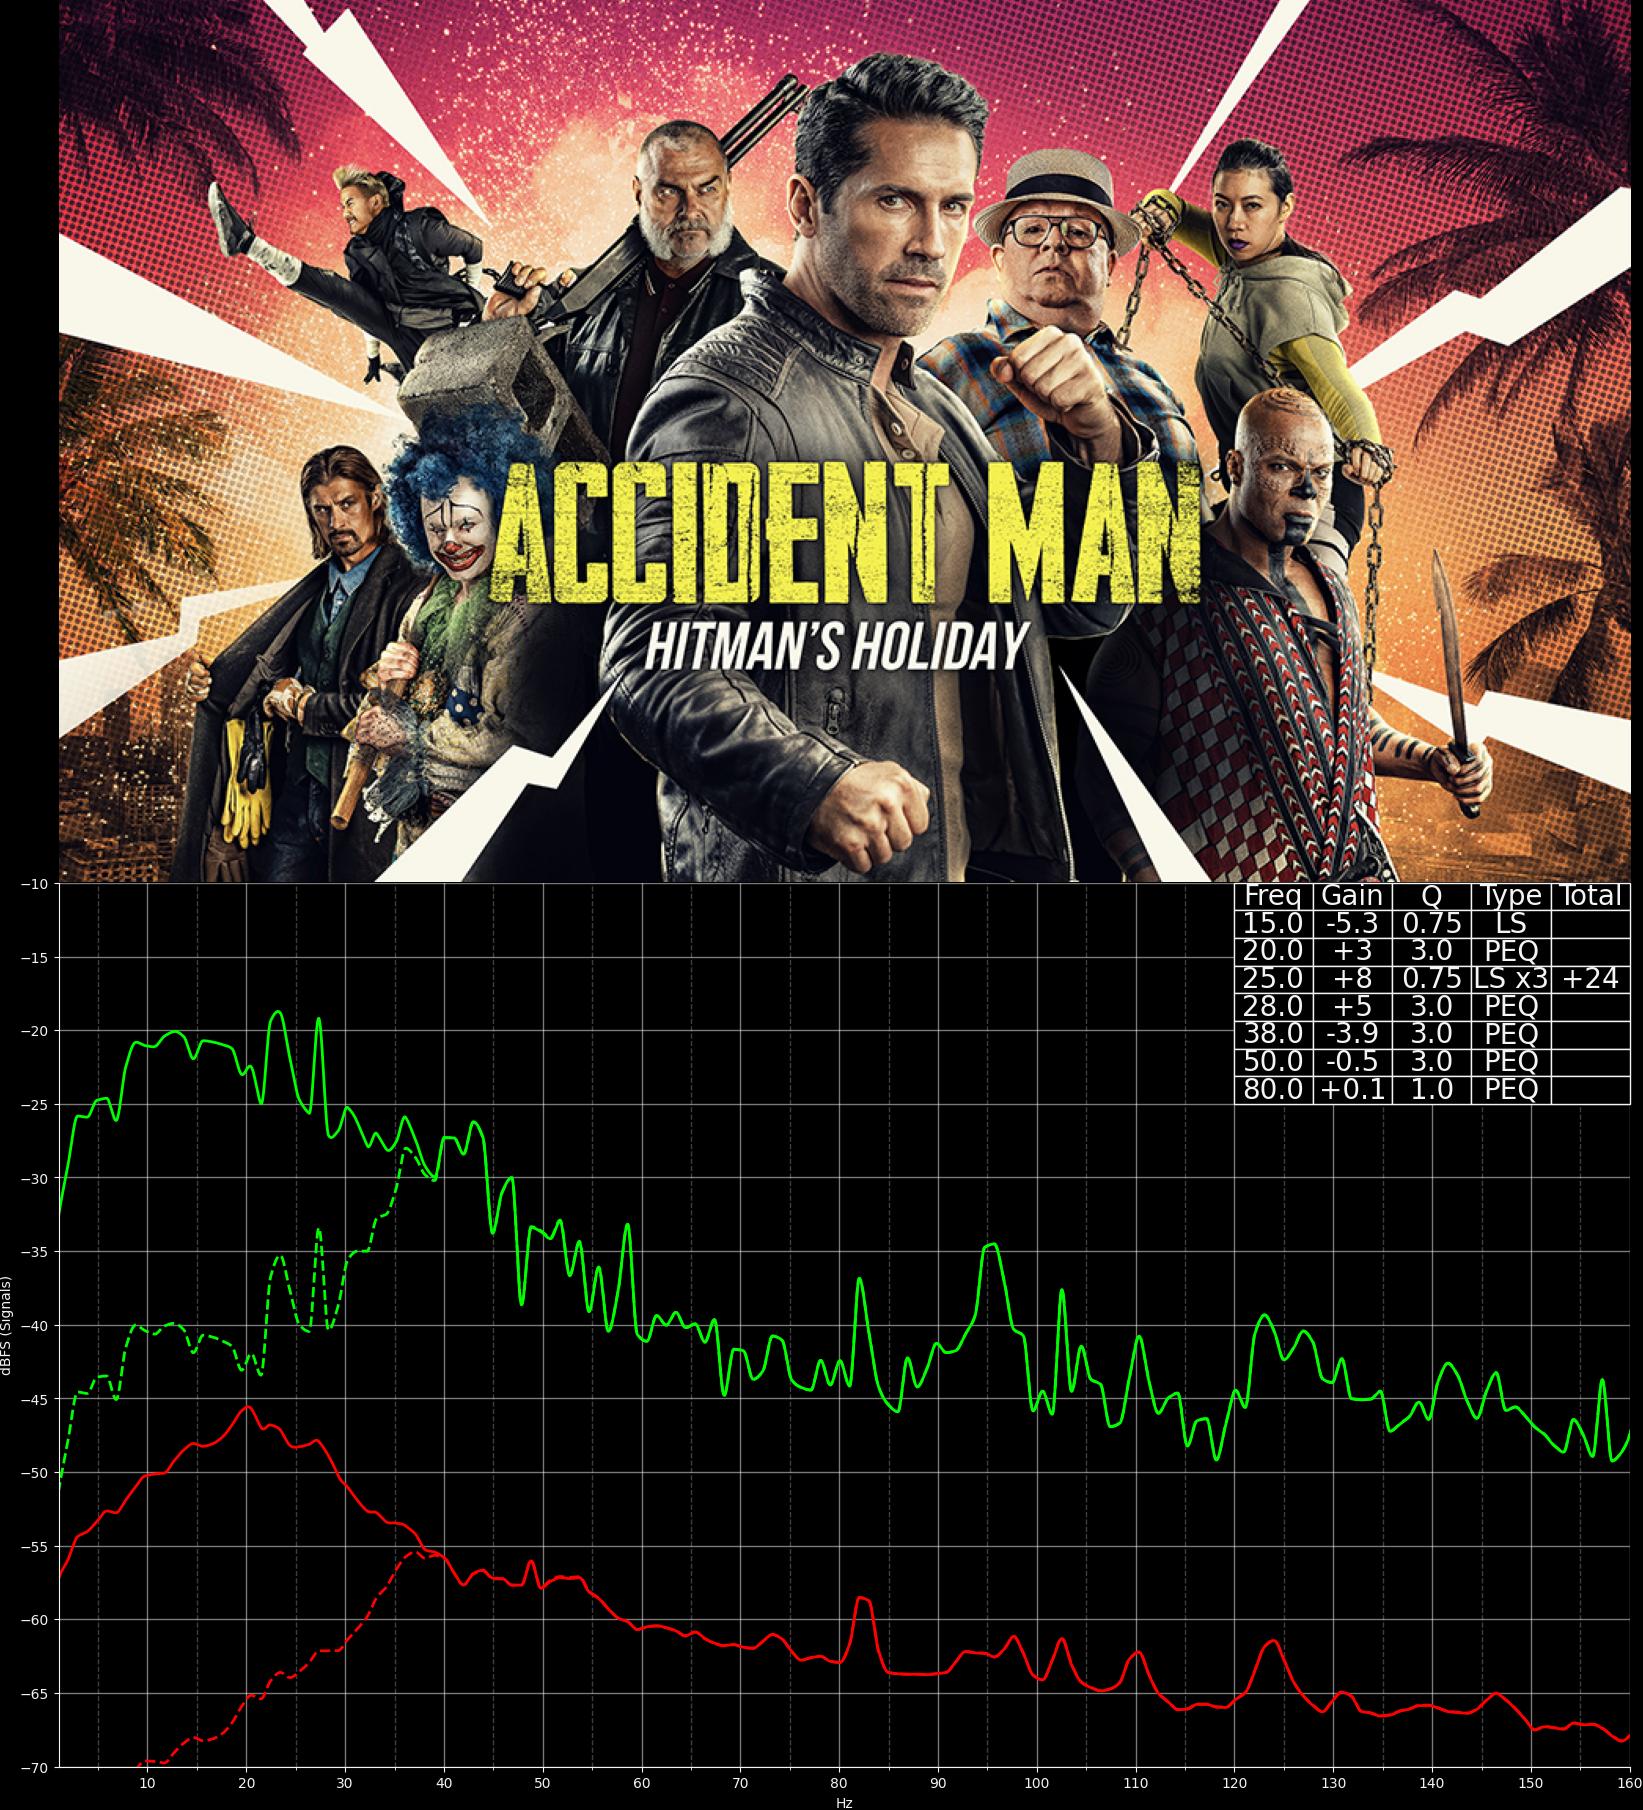 ACCIDENT MAN
HITMAN'S HOLIDAY
Freq Gain Q Type Total
15.0 -5.3 0.75 LS
20.0 +3 3.0 PEQ
25.0 +8 0.75 LS x3 +24
28.0 +5 3.0 PEQ
38.0 -3.9 3.0 PEQ
50.0 -0.5 3.0 PEQ
80.0 +0.1 1.0 PEQ
−10
−15
−20
−25
−30
−35
−40
−45
−50
−55
−60
−65
−70
dBFS (Signals)
10 20 30 40 50 60 70 80 90 100 110 120 130 140 150 160
Hz